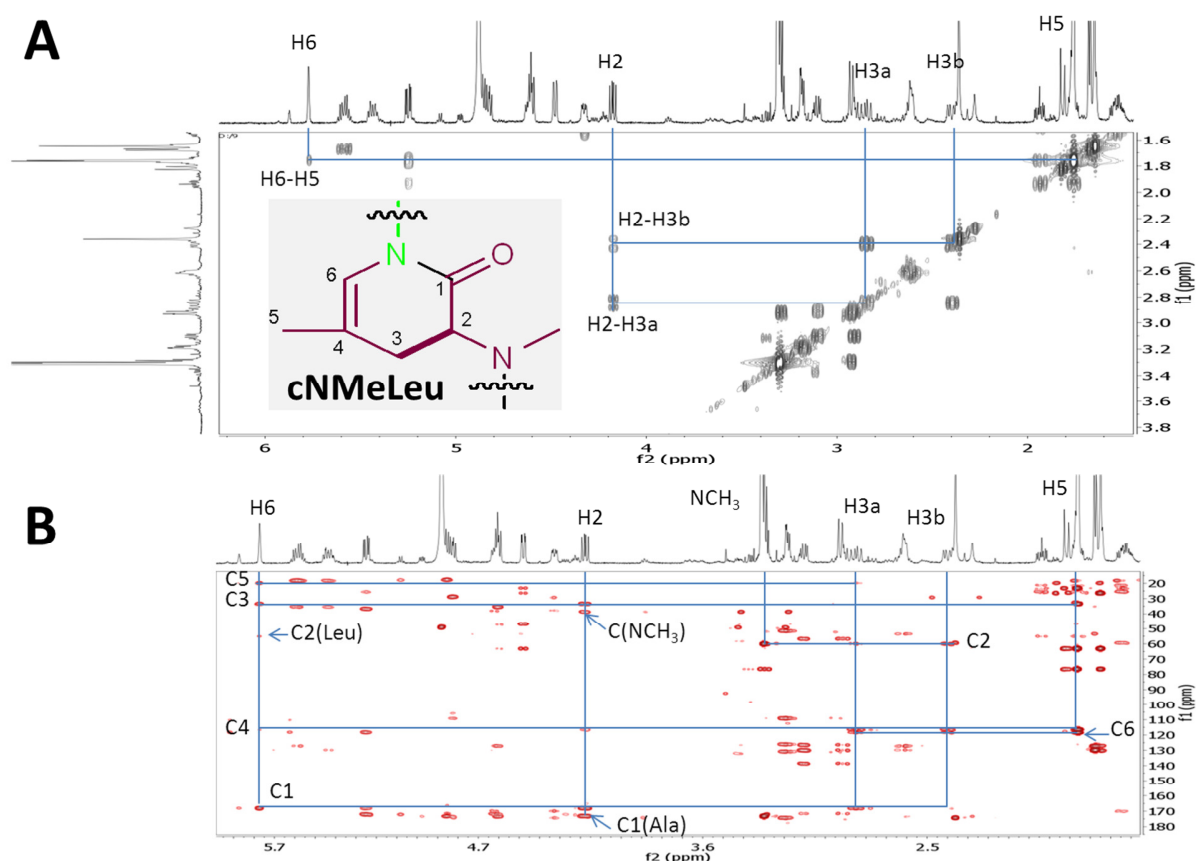 A
H6
H2
H3a
H3b
H5
H6-H5
H2-H3b
H2-H3a
N
O
6
1
5
2
4
3
N
cNMeLeu
1.6
1.8
2.0
2.2
2.4
2.6
2.8
3.0
3.2
3.4
3.6
3.8
f1 (ppm)
6
5
4
3
2
f2 (ppm)
B
H6
H2
NCH3
H3a
H3b
H5
C5
C3
C2(Leu)
C(NCH3)
C2
C4
C6
C1
C1(Ala)
20
30
40
50
60
70
80
90
100
110
120
130
140
150
160
170
180
f1 (ppm)
5.7
4.7
3.6
2.5
f2 (ppm)